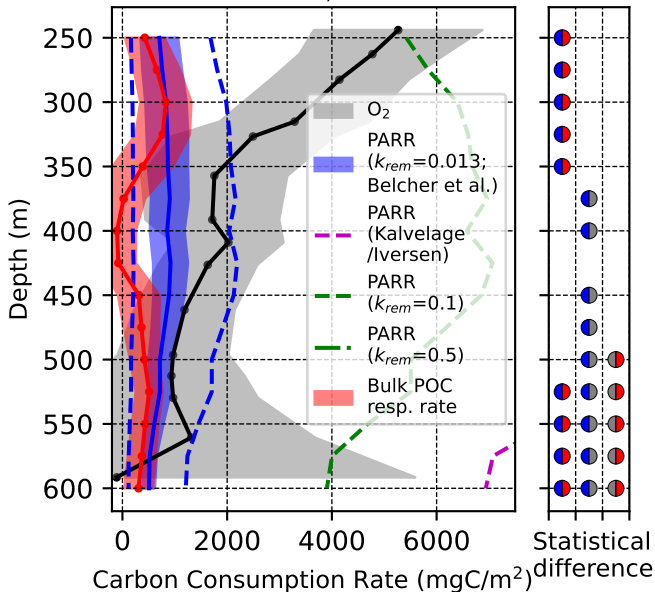 250
300
350
400
450
500
550
600
Depth (m)
O₂
PARR
(k_rem=0.013;
Belcher et al.)
PARR
(Kalvelage
/Iversen)
PARR
(k_rem=0.1)
PARR
(k_rem=0.5)
Bulk POC
resp. rate
0 2000 4000 6000
Carbon Consumption Rate (mgC/m²)
Statistical
difference